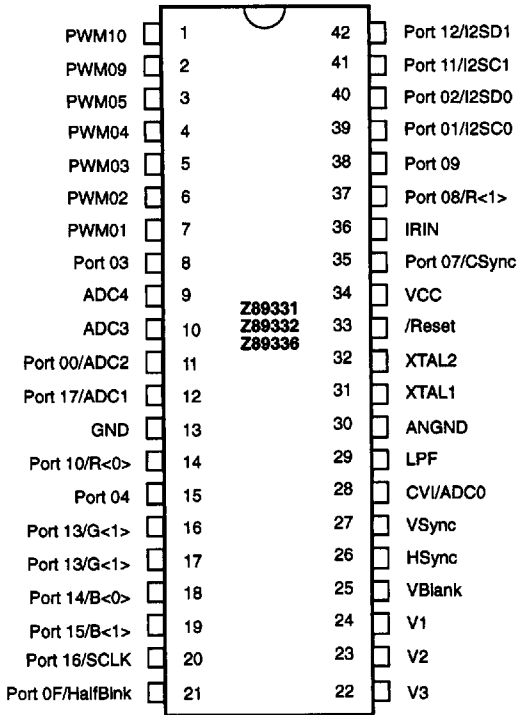 PWM10 1 42 Port 12/I2SD1
PWM09 2 41 Port 11/I2SC1
PWM05 3 40 Port 02/I2SD0
PWM04 4 39 Port 01/I2SC0
PWM03 5 38 Port 09
PWM02 6 37 Port 08/R<1>
PWM01 7 36 IRIN
Port 03 8 35 Port 07/CSync
ADC4 9 34 VCC
Z89331
ADC3 10 Z89332 33 /Reset
Z89336
Port 00/ADC2 11 32 XTAL2
Port 17/ADC1 12 31 XTAL1
GND 13 30 ANGND
Port 10/R<0> 14 29 LPF
Port 04 15 28 CVI/ADC0
Port 13/G<1> 16 27 VSync
Port 13/G<1> 17 26 HSync
Port 14/B<0> 18 25 VBlank
Port 15/B<1> 19 24 V1
Port 16/SCLK 20 23 V2
Port 0F/HalfBlnk 21 22 V3